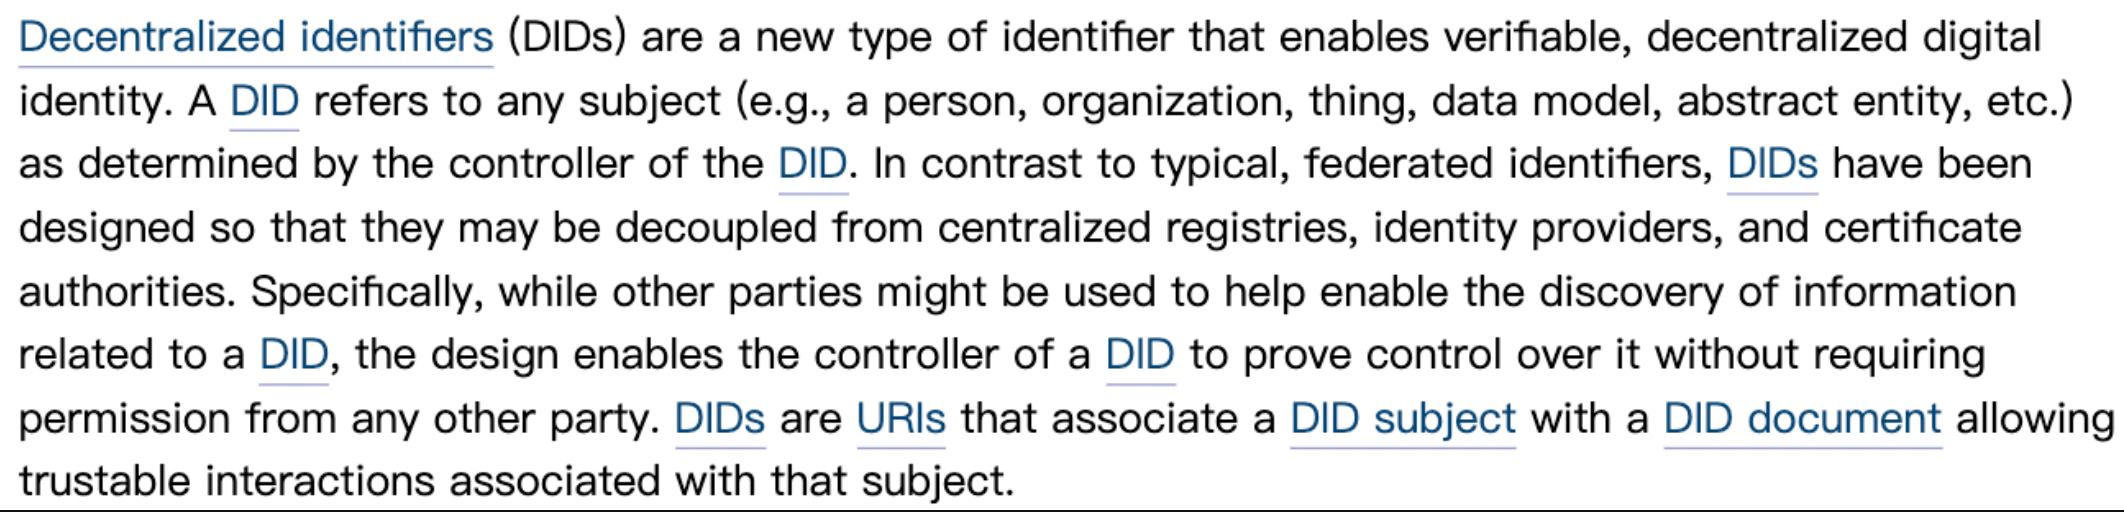 Decentralized identifiers (DIDs) are a new type of identifier that enables verifiable, decentralized digital
identity. A DID refers to any subject (e.g., a person, organization, thing, data model, abstract entity, etc.)
as determined by the controller of the DID. In contrast to typical, federated identifiers, DIDs have been
designed so that they may be decoupled from centralized registries, identity providers, and certificate
authorities. Specifically, while other parties might be used to help enable the discovery of information
related to a DID, the design enables the controller of a DID to prove control over it without requiring
permission from any other party. DIDs are URIs that associate a DID subject with a DID document allowing
trustable interactions associated with that subject.